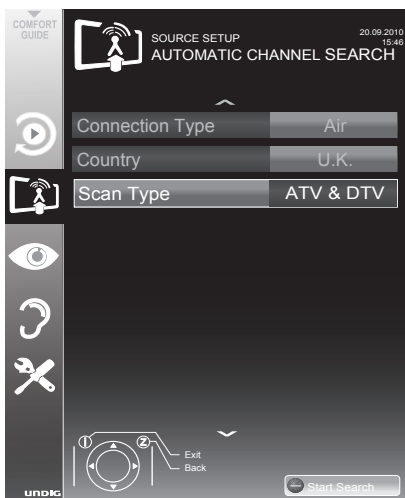 COMFORT
GUIDE
SOURCE SETUP
20.09.2010
15:46
AUTOMATIC CHANNEL SEARCH
Connection Type Air
Country U.K.
Scan Type ATV & DTV
Exit
Back
Start Search